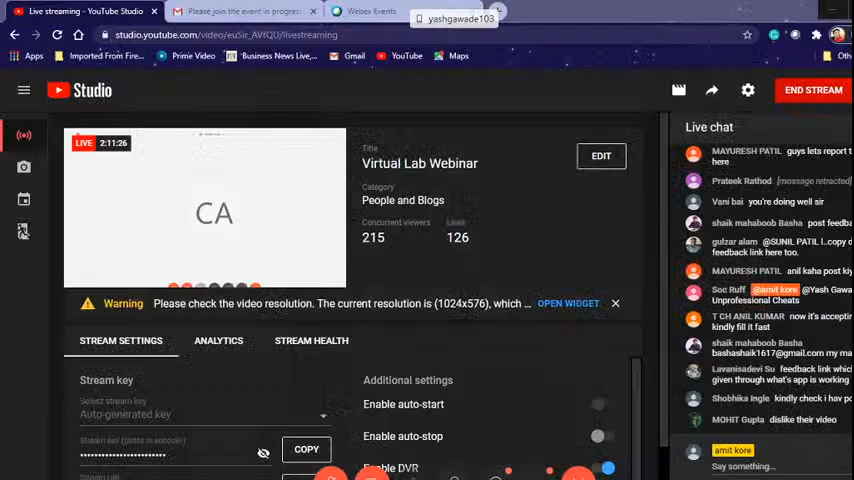 Live streaming - YouTube Studio
Please join the event in progress
Webex Events
yashgawade103
studio.youtube.com/video/euSir_AVtQU/livestreaming
Apps
Imported From Fire...
Prime Video
'Business News Live,...
Gmail
YouTube
Maps
Studio
END STREAM
LIVE 2:11:26
CA
Title
Virtual Lab Webinar
EDIT
Category
People and Blogs
Concurrent viewers
Likes
215
126
Warning Please check the video resolution. The current resolution is (1024x576), which ... OPEN WIDGET
STREAM SETTINGS
ANALYTICS
STREAM HEALTH
Stream key
Select stream key
Auto-generated key
Stream key (paste in encoder)
COPY
Stream URL
Additional settings
Enable auto-start
Enable auto-stop
Enable DVR
Live chat
MAYURESH PATIL guys lets report t
here
Prateek Rathod [message retracted]
Vani bai you're doing well sir
shaik mahaboob Basha post feedb
gulzar alam @SUNIL PATIL I..copy d
feedback link here too.
MAYURESH PATIL anil kaha post kiy
Soc Ruff @amit kore @Yash Gawa
Unprofessional Cheats
T CH ANIL KUMAR now it's accepti
kindly fill it fast
shaik mahaboob Basha
bashashaik1617@gmail.com my ma
Lavanisadevi Su feedback link whic
given through what's app is working
Shobhika Ingle kindly check i hav po
MOHIT Gupta dislike their video
amit kore
Say something...